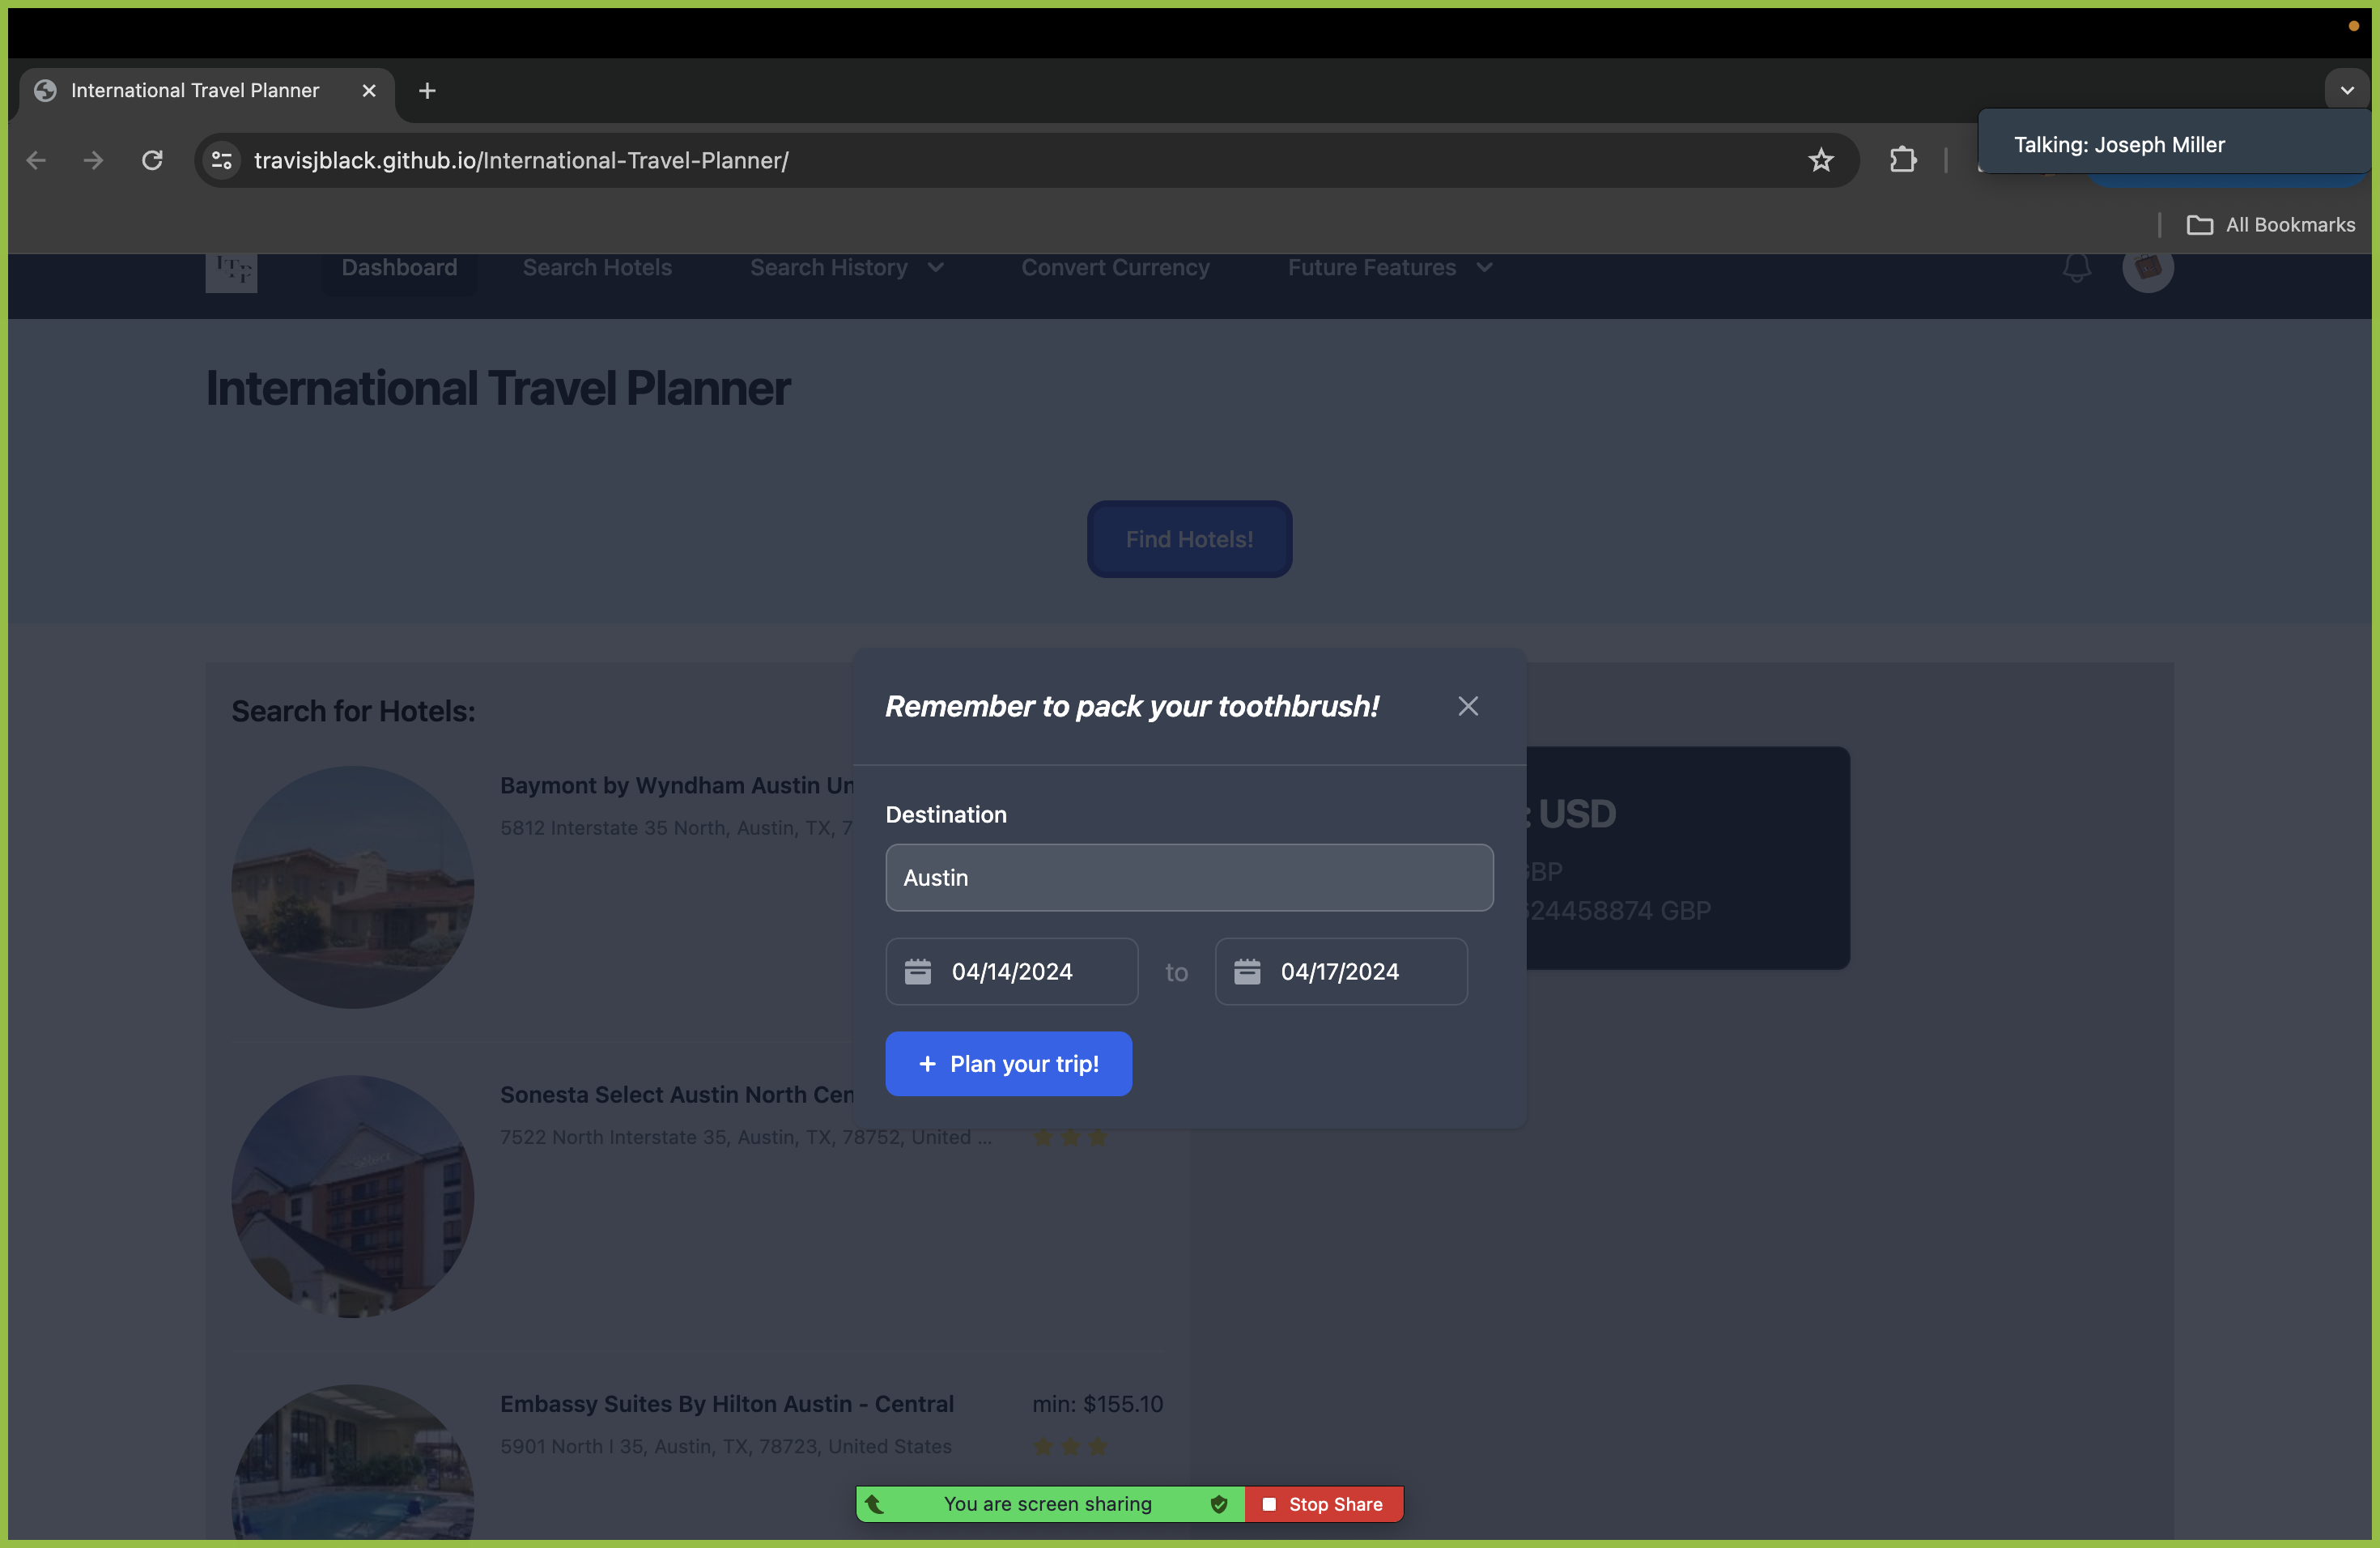 International Travel Planner
Talking: Joseph Miller
travisjblack.github.io/International-Travel-Planner/
All Bookmarks
ITP
Dashboard
Search Hotels
Search History
Convert Currency
Future Features
International Travel Planner
Find Hotels!
Search for Hotels:
Remember to pack your toothbrush!
Baymont by Wyndham Austin Un
5812 Interstate 35 North, Austin, TX, 7
: USD
Destination
Austin
GBP
624458874 GBP
04/14/2024 to 04/17/2024
+ Plan your trip!
Sonesta Select Austin North Cen
7522 North Interstate 35, Austin, TX, 78752, United ...
Embassy Suites By Hilton Austin - Central
min: $155.10
5901 North I 35, Austin, TX, 78723, United States
You are screen sharing
Stop Share